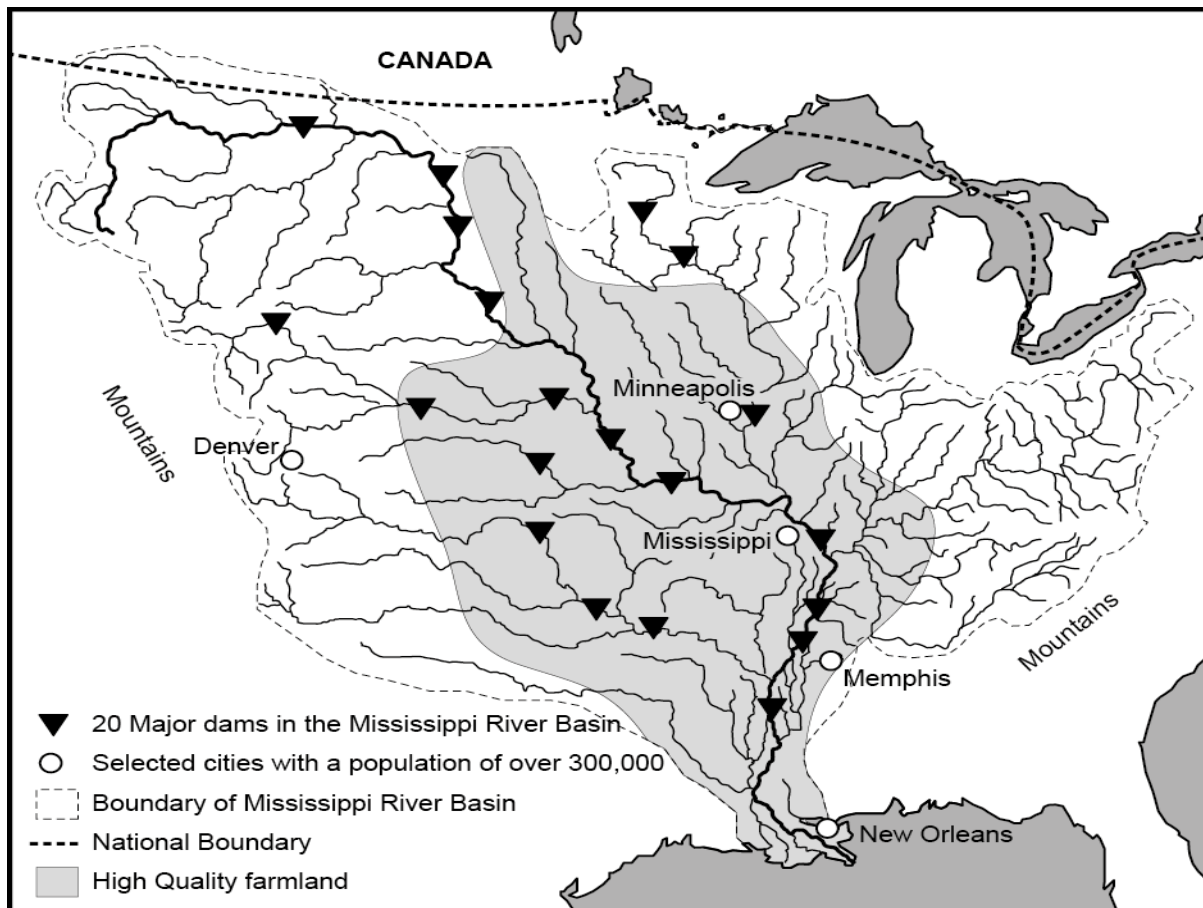 CANADA
Mountains
Minneapolis
Denver
Mississippi
Mountains
Memphis
20 Major dams in the Mississippi River Basin
Selected cities with a population of over 300,000
Boundary of Mississippi River Basin
New Orleans
National Boundary
High Quality farmland